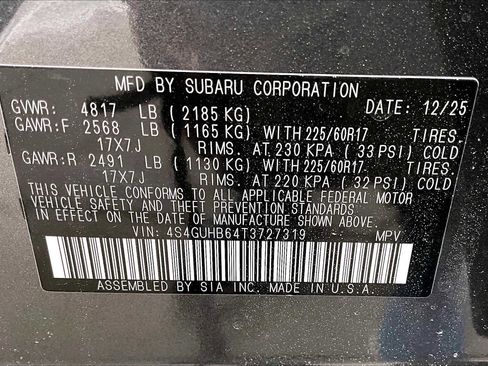 MFD BY SUBARU CORPORATION
GVWR: 4817 LB (2185 KG) DATE: 12/25
GAWR:F 2568 LB (1165 KG) WITH 225/60R17 TIRES.
17X7J RIMS. AT 230 KPA (33 PSI) COLD
GAWR:R 2491 LB (1130 KG) WITH 225/60R17 TIRES.
17X7J RIMS. AT 220 KPA (32 PSI) COLD
THIS VEHICLE CONFORMS TO ALL APPLICABLE FEDERAL MOTOR
VEHICLE SAFETY AND THEFT PREVENTION STANDARDS
IN EFFECT ON THE DATE OF MANUFACTURE SHOWN ABOVE.
VIN: 4S4GUHB64T3727319 MPV
ASSEMBLED BY SIA INC. MADE IN U.S.A.